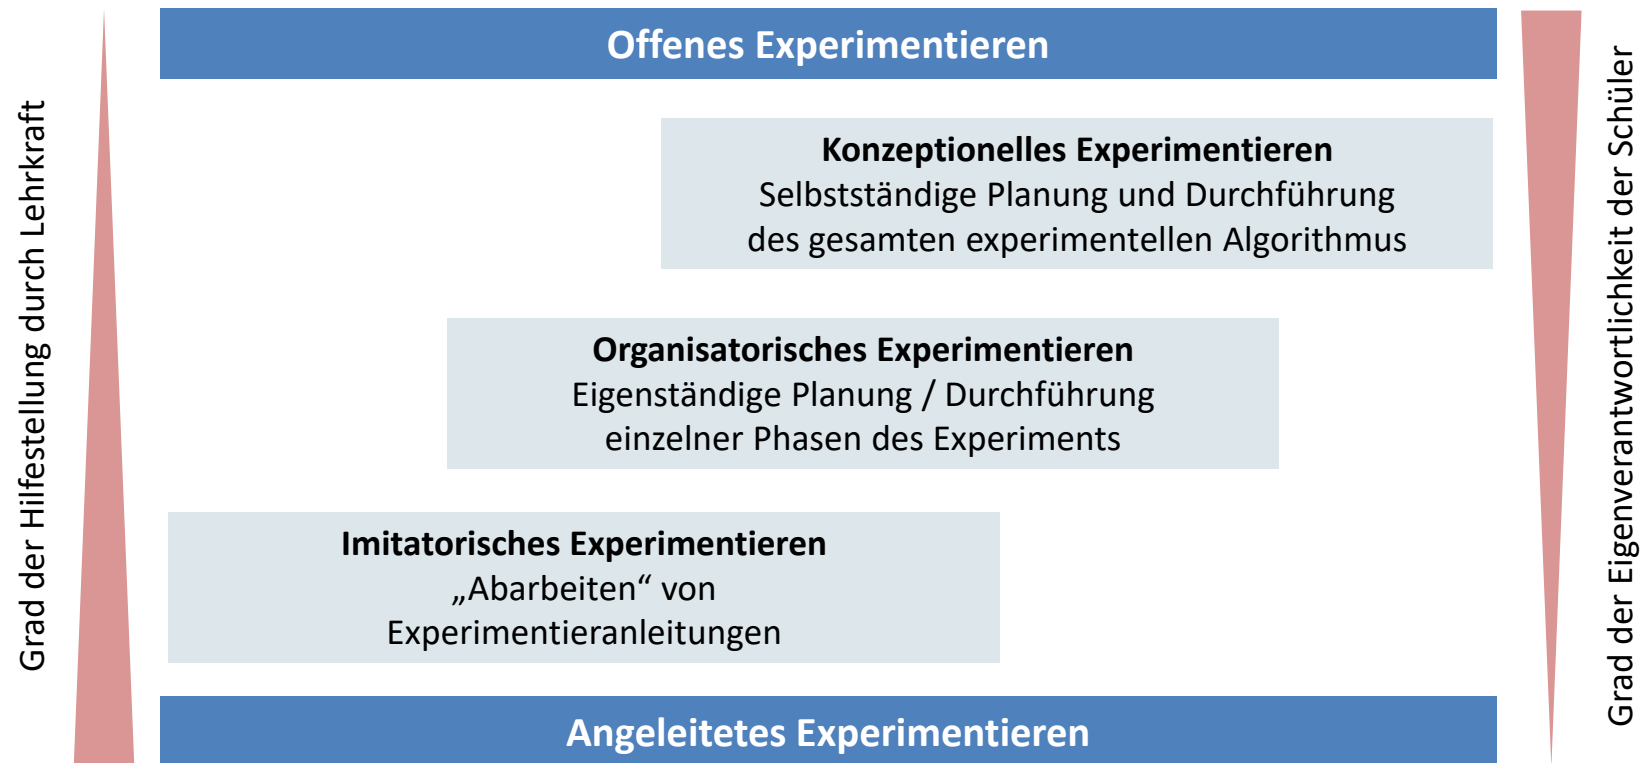 Offenes Experimentieren
Grad der Hilfestellung durch Lehrkraft
Konzeptionelles Experimentieren
Selbstständige Planung und Durchführung
des gesamten experimentellen Algorithmus
Organisatorisches Experimentieren
Eigenständige Planung / Durchführung
einzelner Phasen des Experiments
Imitatorisches Experimentieren
„Abarbeiten“ von
Experimentieranleitungen
Grad der Eigenverantwortlichkeit der Schüler
Angeleitetes Experimentieren